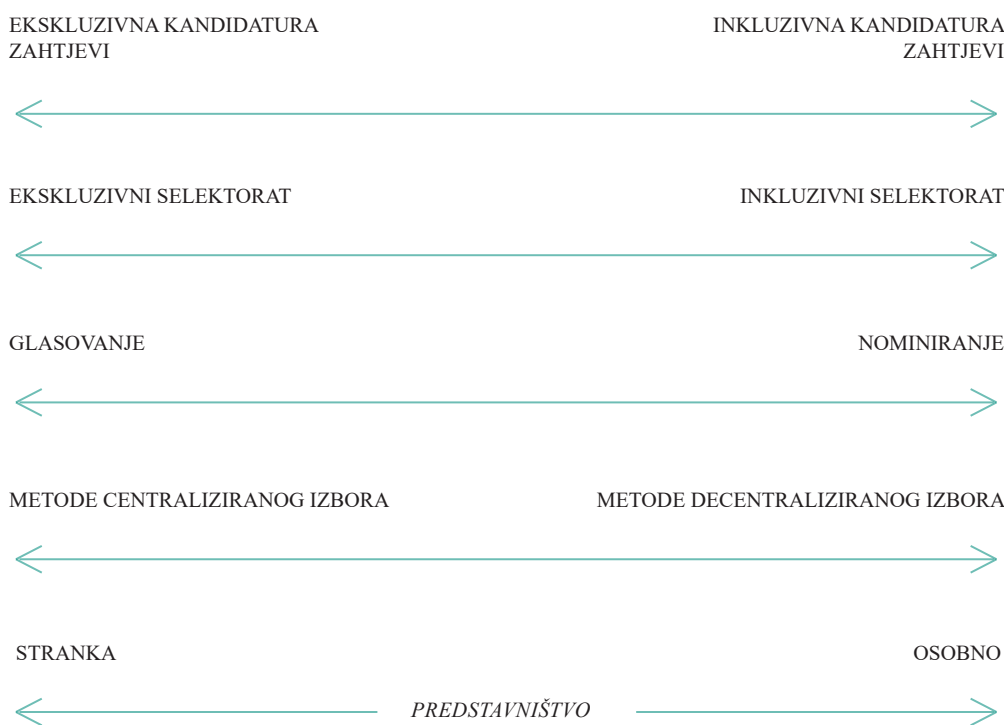 EKSKLUZIVNA KANDIDATURA
ZAHTJEVI
INKLUZIVNA KANDIDATURA
ZAHTJEVI
EKSKLUZIVNI SELEKTORAT
INKLUZIVNI SELEKTORAT
GLASOVANJE
NOMINIRANJE
METODE CENTRALIZIRANOG IZBORA
METODE DECENTRALIZIRANOG IZBORA
STRANKA
OSOBNO
PREDSTAVNIŠTVO